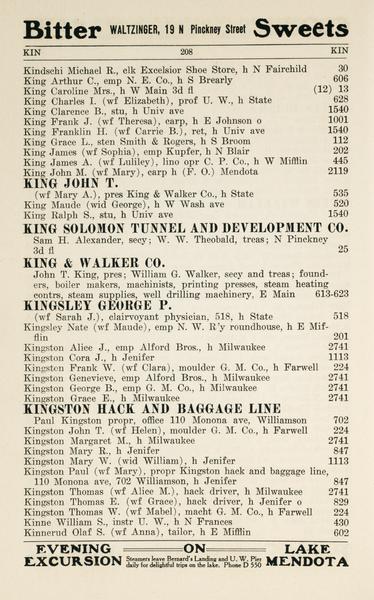 Bitter WALTZINGER, 19 N Pinckney Street Sweets
KIN 208 KIN
Kindschi Michael R., clk Excelsior Shoe Store, h N Fairchild 30
King Arthur C., emp N. E. Co., h S Brearly 606
King Caroline Mrs., h W Main 3d fl (12) 13
King Charles I. (wf Elizabeth), prof U. W., h State 628
King Clarence B., stu, h Univ ave 1540
King Frank J. (wf Theresa), carp, h E Johnson o 1001
King Franklin H. (wf Carrie B.), ret, h Univ ave 1540
King Grace L., sten Smith & Rogers, h S Broom 112
King James (wf Sophia), emp Kupfer, h N Blair 202
King James A. (wf Luliley), lino opr C. P. Co., h W Mifflin 445
King John M. (wf Mary), carp h (F. O.) Mendota 2119
KING JOHN T.
(wf Mary A.), pres King & Walker Co., h State 535
King Maude (wid George), h W Wash ave 520
King Ralph S., stu, h Univ ave 1540
KING SOLOMON TUNNEL AND DEVELOPMENT CO.
Sam H. Alexander, secy; W. W. Theobald, treas; N Pinckney
3d fl 25
KING & WALKER CO.
John T. King, pres; William G. Walker, secy and treas; found-
ers, boiler makers, machinists, printing presses, steam heating
contrs, steam supplies, well drilling machinery, E Main 613-623
KINGSLEY GEORGE P.
(wf Sarah J.), clairvoyant physician, 518, h State 518
Kingsley Nate (wf Maude), emp N. W. R'y roundhouse, h E Mif-
flin 201
Kingston Alice J., emp Alford Bros., h Milwaukee 2741
Kingston Cora J., h Jenifer 1113
Kingston Frank W. (wf Clara), moulder G. M. Co., h Farwell 224
Kingston Genevieve, emp Alford Bros., h Milwaukee 2741
Kingston George B., emp G. M. Co., h Milwaukee 2741
Kingston Grace E., h Milwaukee 2741
KINGSTON HACK AND BAGGAGE LINE
Paul Kingston propr, office 110 Monona ave, Williamson 702
Kingston John T. (wf Helen), moulder G. M. Co., h Farwell 224
Kingston Margaret M., h Milwaukee 2741
Kingston Mary R., h Jenifer 847
Kingston Mary W. (wid William), h Jenifer 1113
Kingston Paul (wf Mary), propr Kingston hack and baggage line,
110 Monona ave, 702 Williamson, h Jenifer 847
Kingston Thomas (wf Alice M.), hack driver, h Milwaukee 2741
Kingston Thomas E. (wf Grace), hack driver, h Jenifer o 829
Kingston Thomas W. (wf Mabel), macht G. M. Co., h Farwell 224
Kinne William S., instr U. W., h N Frances 430
Kinnerud Olaf S. (wf Anna), tailor, h E Mifflin 602
EVENING ON LAKE
EXCURSION Steamers leave Bernard's Landing and U. W. Pier daily for delightful trips on the lake. Phone D 550 MENDOTA